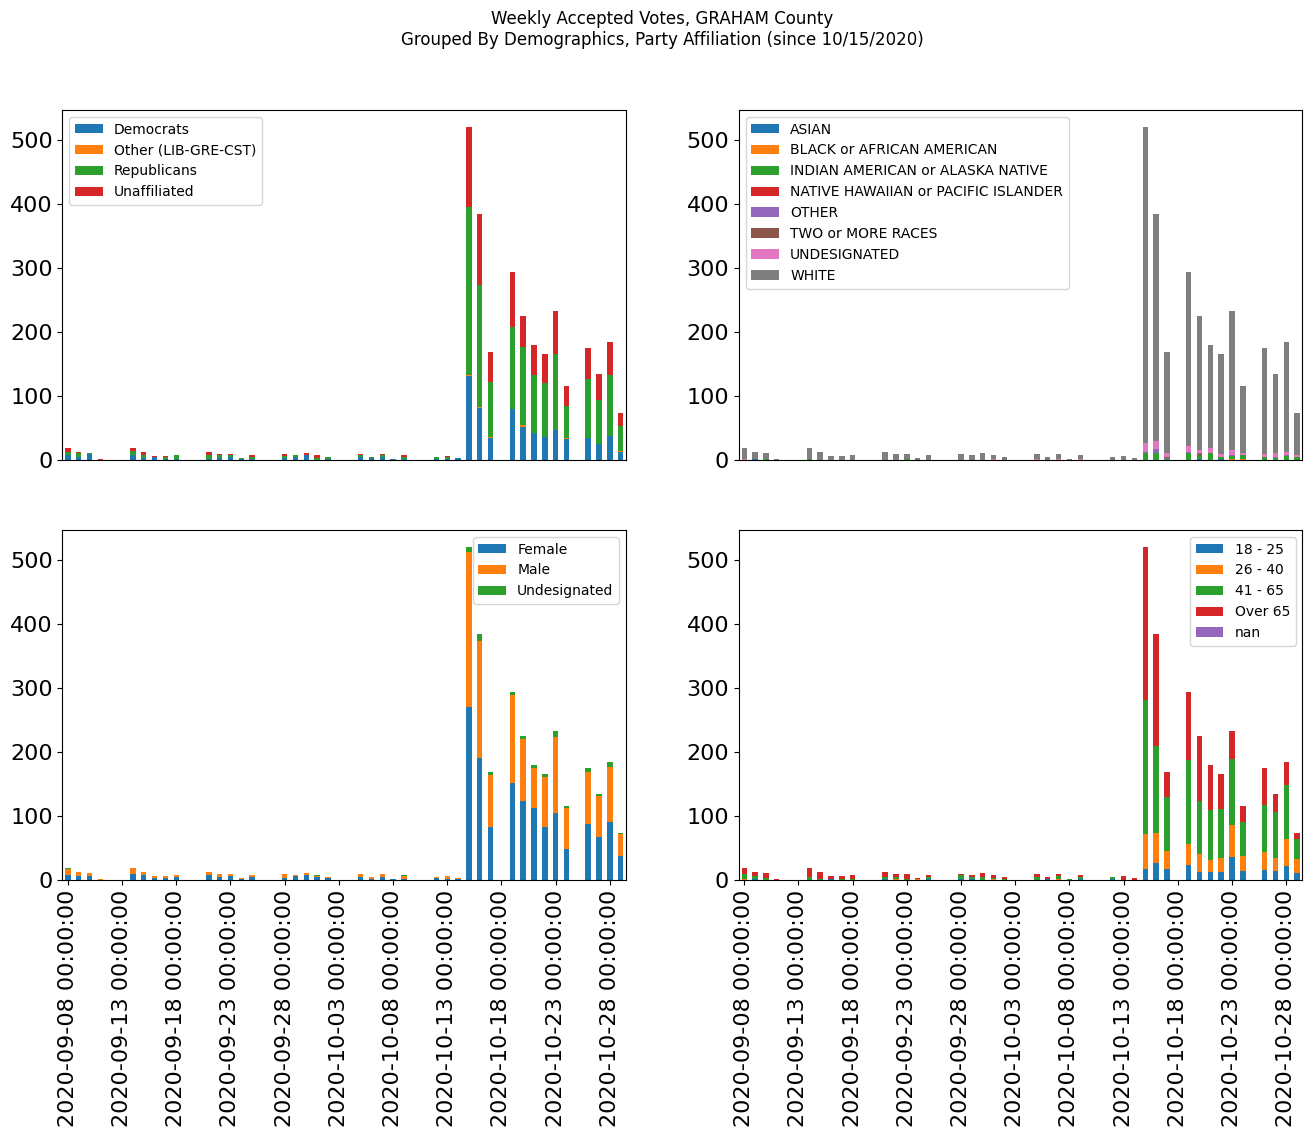 Weekly Accepted Votes, GRAHAM County
Grouped By Demographics, Party Affiliation (since 10/15/2020)
500
400
300
200
100
0
Democrats
Other (LIB-GRE-CST)
Republicans
Unaffiliated
500
400
300
200
100
0
ASIAN
BLACK or AFRICAN AMERICAN
INDIAN AMERICAN or ALASKA NATIVE
NATIVE HAWAIIAN or PACIFIC ISLANDER
OTHER
TWO or MORE RACES
UNDESIGNATED
WHITE
500
400
300
200
100
0
Female
Male
Undesignated
2020-09-08 00:00:00
2020-09-13 00:00:00
2020-09-18 00:00:00
2020-09-23 00:00:00
2020-09-28 00:00:00
2020-10-03 00:00:00
2020-10-08 00:00:00
2020-10-13 00:00:00
2020-10-18 00:00:00
2020-10-23 00:00:00
2020-10-28 00:00:00
500
400
300
200
100
0
18 - 25
26 - 40
41 - 65
Over 65
nan
2020-09-08 00:00:00
2020-09-13 00:00:00
2020-09-18 00:00:00
2020-09-23 00:00:00
2020-09-28 00:00:00
2020-10-03 00:00:00
2020-10-08 00:00:00
2020-10-13 00:00:00
2020-10-18 00:00:00
2020-10-23 00:00:00
2020-10-28 00:00:00